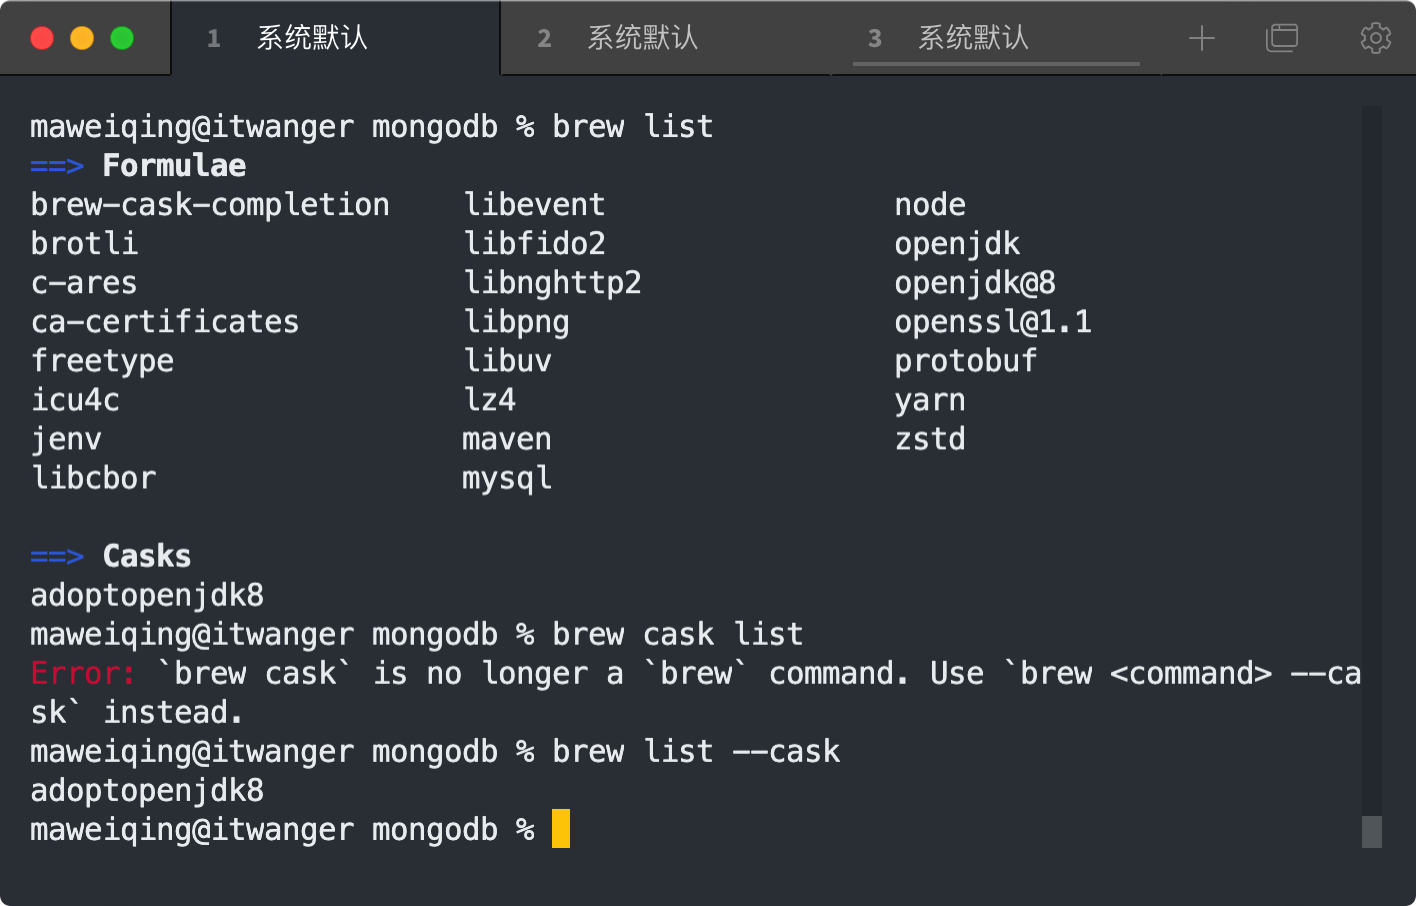 1 系统默认 2 系统默认 3 系统默认
maweiqing@itwanger mongodb % brew list
==> Formulae
brew-cask-completion libevent node
brotli libfido2 openjdk
c-ares libnghttp2 openjdk@8
ca-certificates libpng openssl@1.1
freetype libuv protobuf
icu4c lz4 yarn
jenv maven zstd
libcbor mysql
==> Casks
adoptopenjdk8
maweiqing@itwanger mongodb % brew cask list
Error: `brew cask` is no longer a `brew` command. Use `brew <command> --ca
sk` instead.
maweiqing@itwanger mongodb % brew list --cask
adoptopenjdk8
maweiqing@itwanger mongodb %